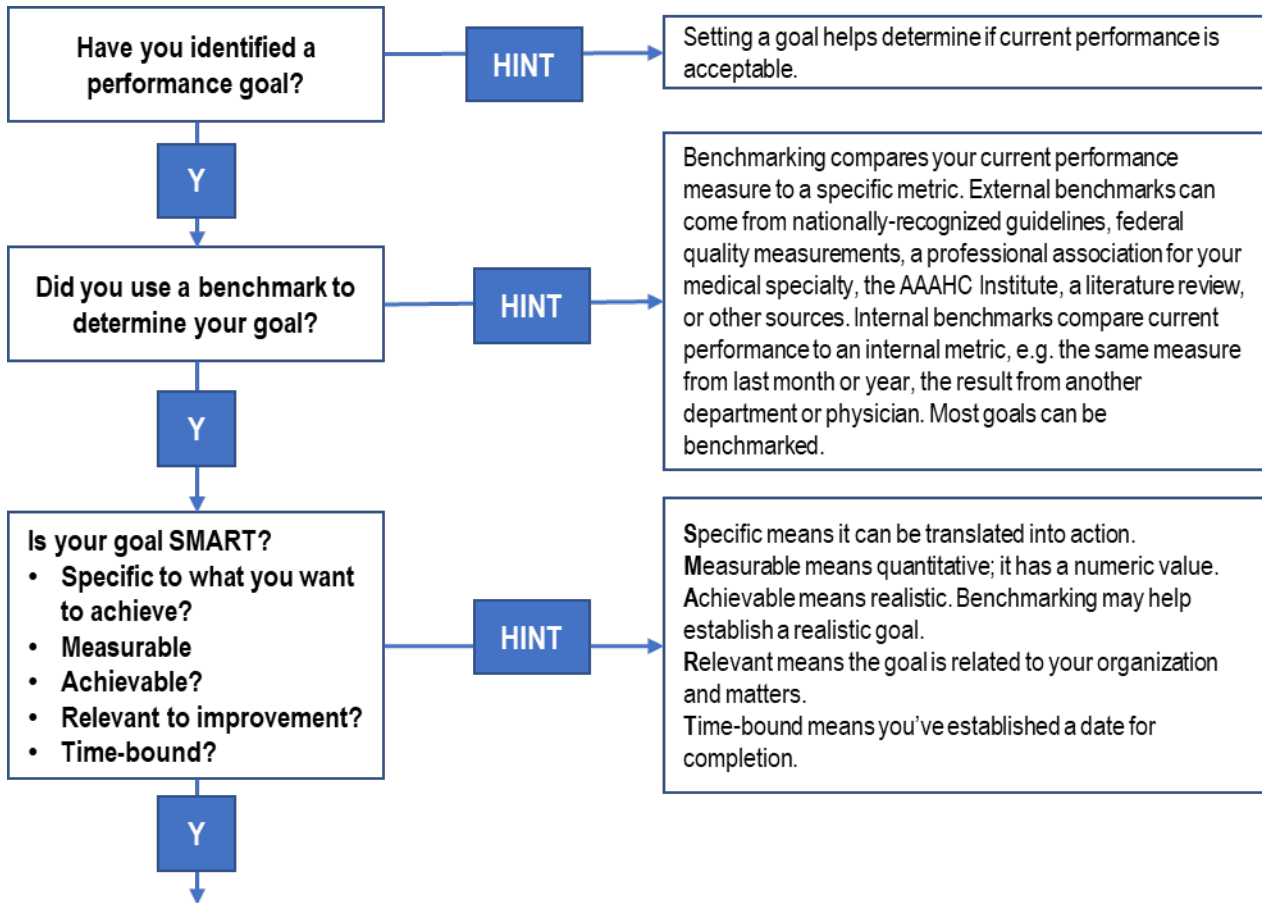 Have you identified a
performance goal?
HINT
Setting a goal helps determine if current performance is
acceptable.
Y
Did you use a benchmark to
determine your goal?
HINT
Benchmarking compares your current performance
measure to a specific metric. External benchmarks can
come from nationally-recognized guidelines, federal
quality measurements, a professional association for your
medical specialty, the AAAHC Institute, a literature review,
or other sources. Internal benchmarks compare current
performance to an internal metric, e.g. the same measure
from last month or year, the result from another
department or physician. Most goals can be
benchmarked.
Y
Is your goal SMART?
• Specific to what you want
to achieve?
• Measurable
• Achievable?
• Relevant to improvement?
• Time-bound?
HINT
Specific means it can be translated into action.
Measurable means quantitative; it has a numeric value.
Achievable means realistic. Benchmarking may help
establish a realistic goal.
Relevant means the goal is related to your organization
and matters.
Time-bound means you've established a date for
completion.
Y